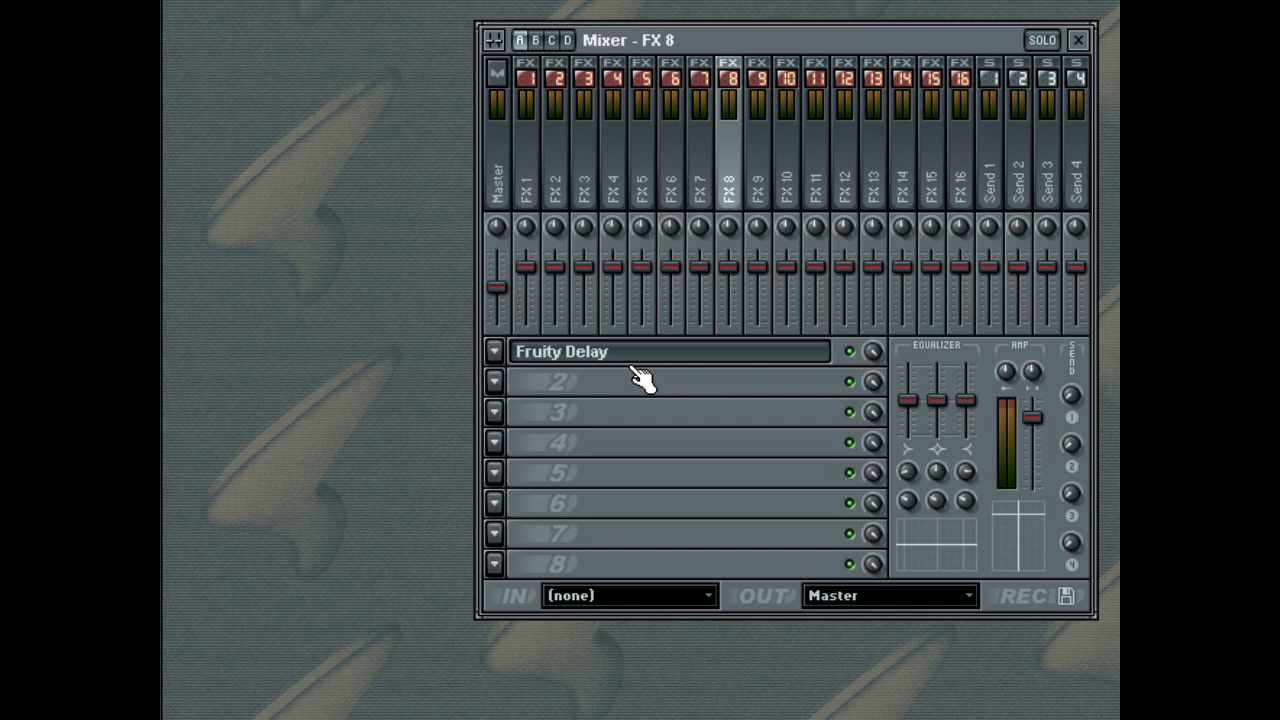 A B C D Mixer - FX 8 SOLO
FX FX FX FX FX FX FX FX FX FX FX FX FX FX FX FX S S S S
M 1 2 3 4 5 6 7 8 9 10 11 12 13 14 15 16 1 2 3 4
Master FX 1 FX 2 FX 3 FX 4 FX 5 FX 6 FX 7 FX 8 FX 9 FX 10 FX 11 FX 12 FX 13 FX 14 FX 15 FX 16 Send 1 Send 2 Send 3 Send 4
Fruity Delay
2
3
4
5
6
7
8
EQUALIZER
AMP
SEND
1
2
3
4
IN (none) OUT Master REC